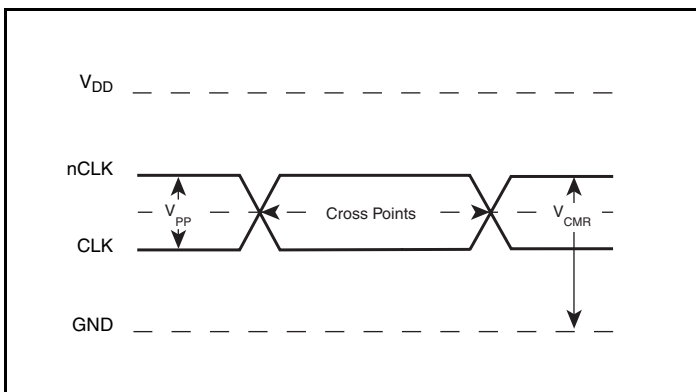 VDD
nCLK
VPP
Cross Points
VCMR
CLK
GND